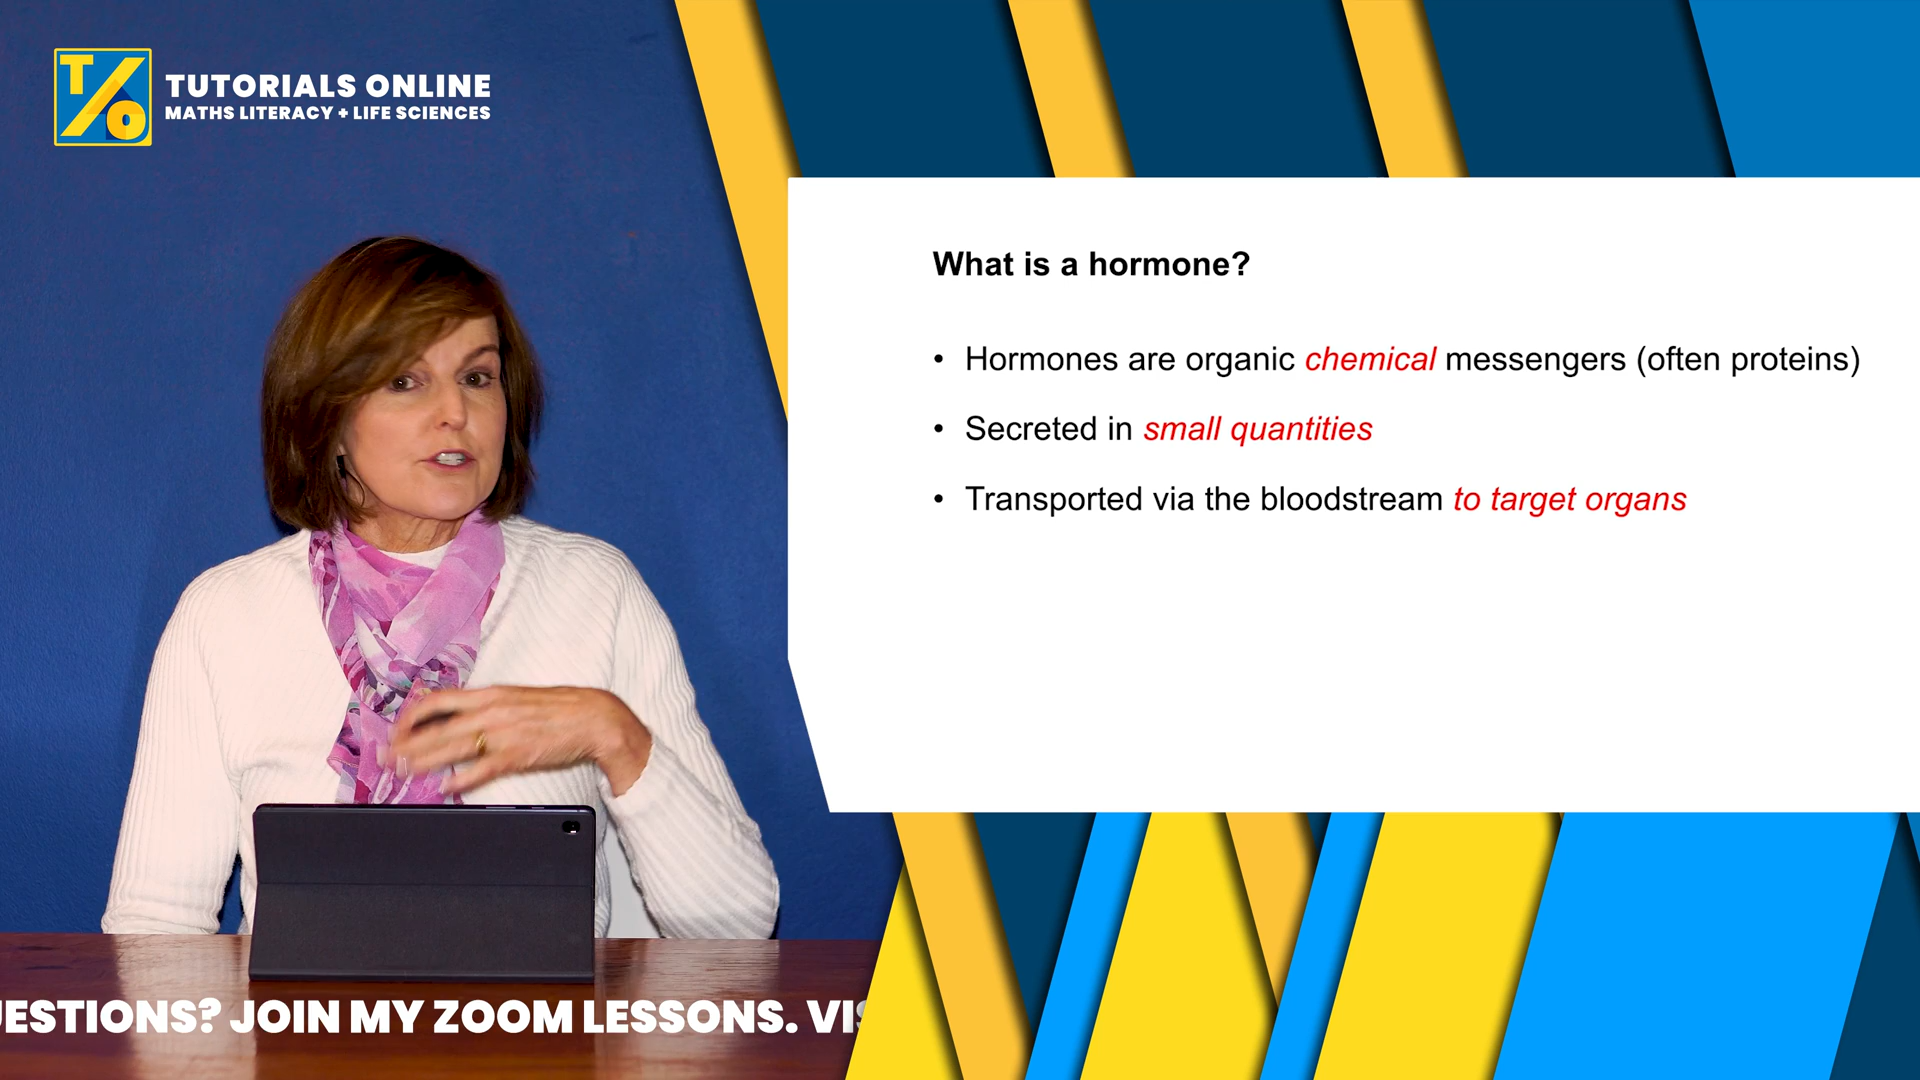 T/O
TUTORIALS ONLINE
MATHS LITERACY + LIFE SCIENCES
What is a hormone?
• Hormones are organic chemical messengers (often proteins)
• Secreted in small quantities
• Transported via the bloodstream to target organs
JOIN MY ZOOM LESSONS.